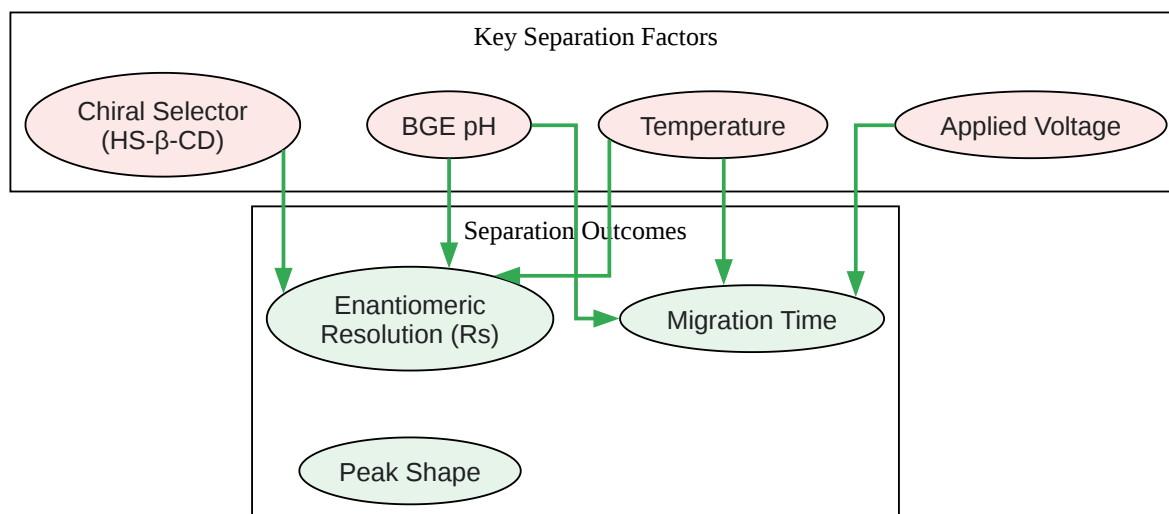 Key Separation Factors
Chiral Selector
(HS-β-CD)
BGE pH
Temperature
Applied Voltage
Separation Outcomes
Enantiomeric
Resolution (Rs)
Migration Time
Peak Shape